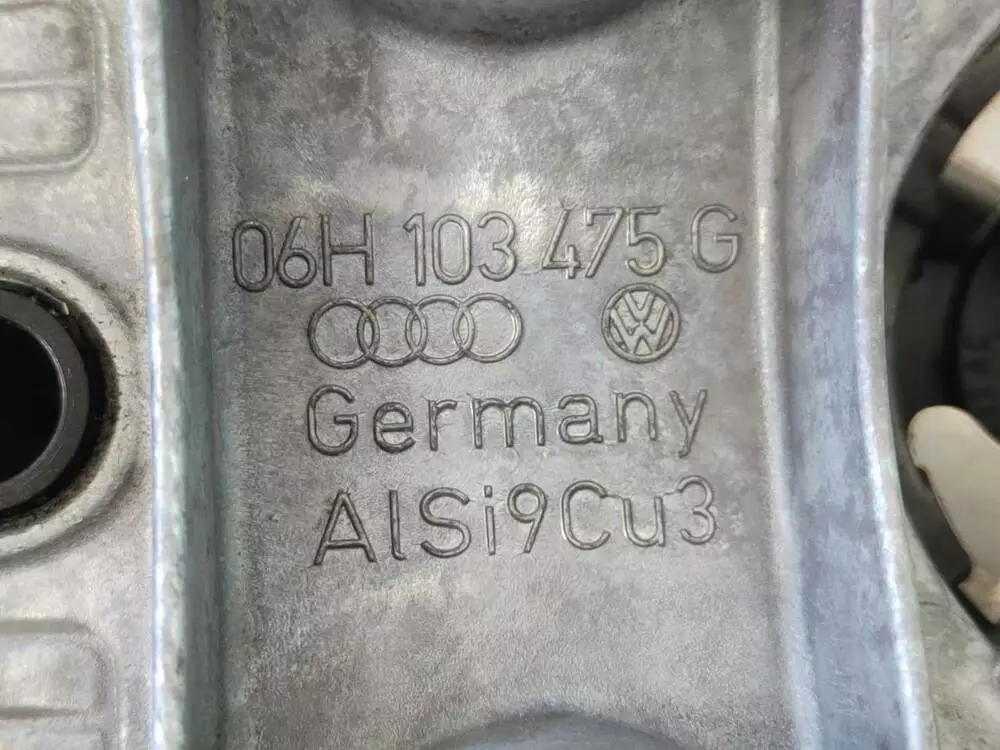 06H 103 475 G
Germany
AlSi9Cu3